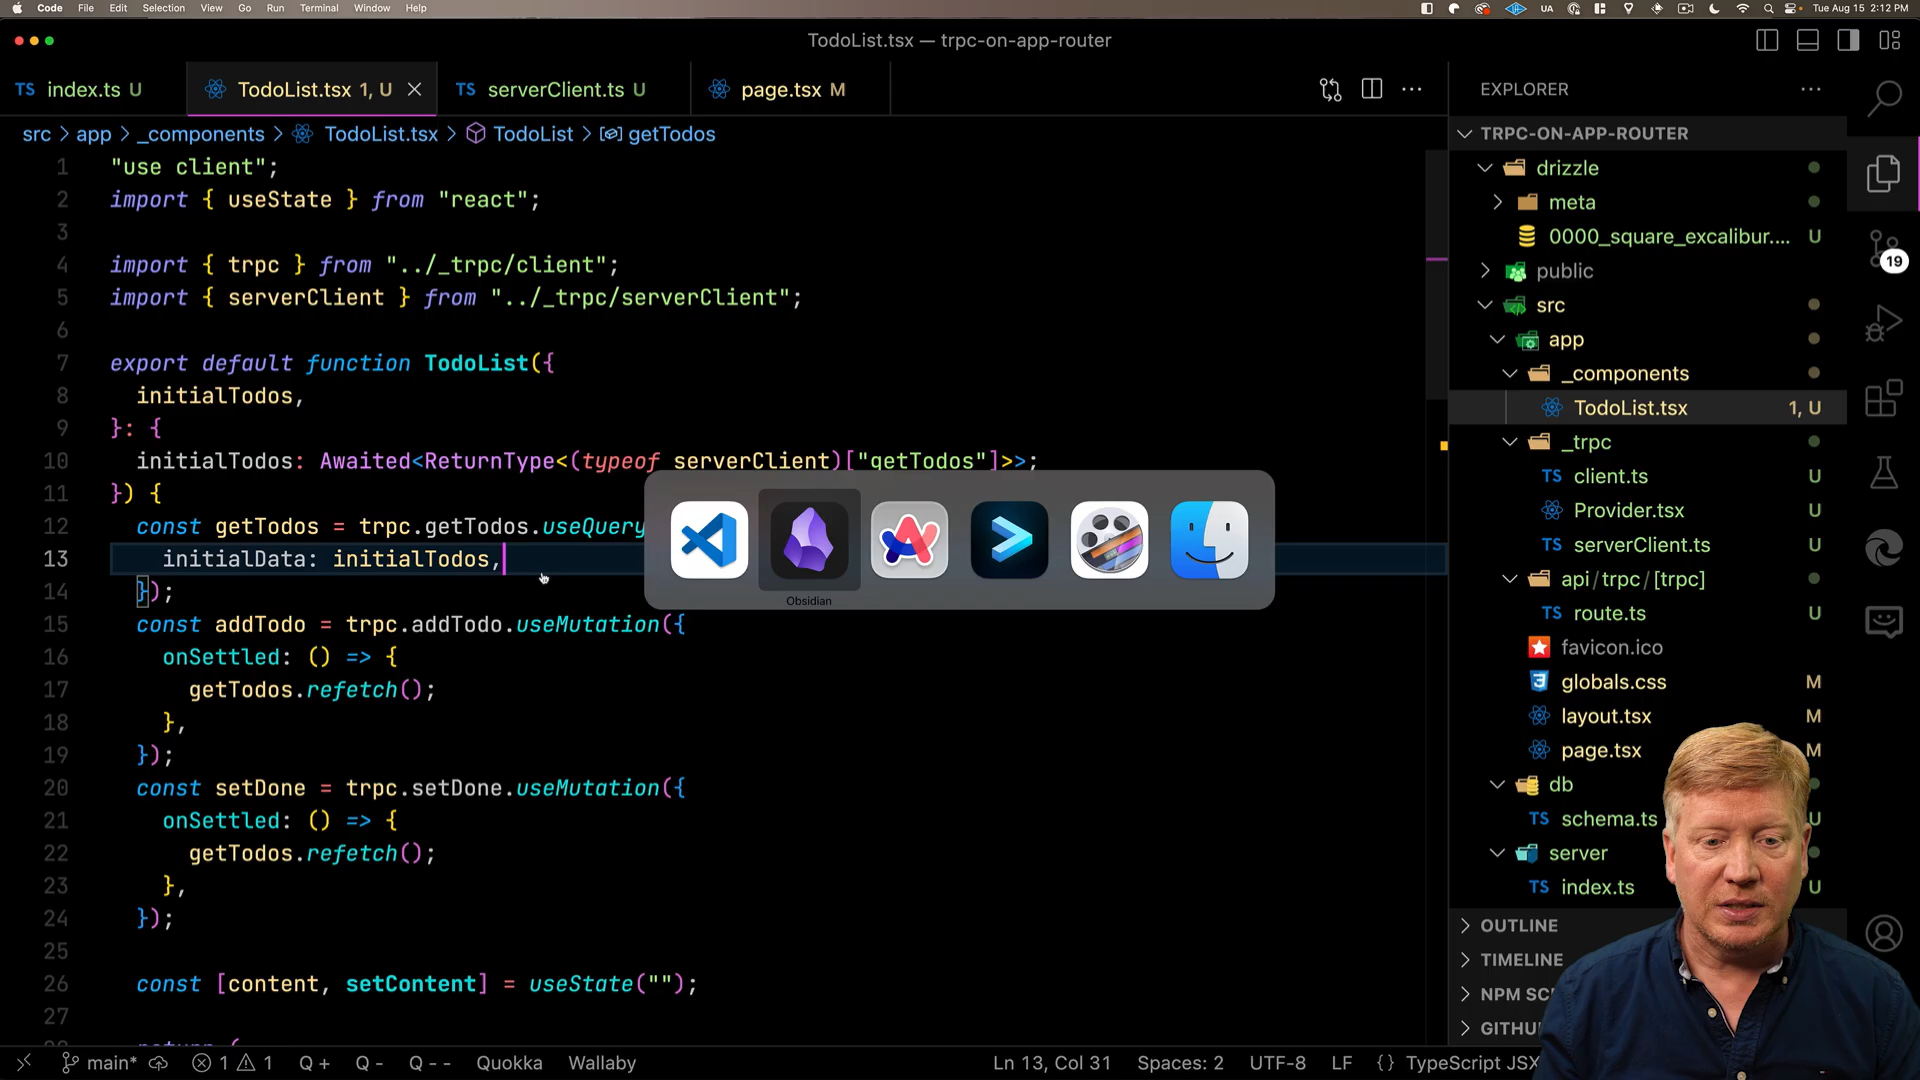 Code File Edit Selection View Go Run Terminal Window Help
UA
Tue Aug 15 2:12 PM
TodoList.tsx — trpc-on-app-router
TS index.ts U
TodoList.tsx 1, U
TS serverClient.ts U
page.tsx M
src > app > _components > TodoList.tsx > TodoList > getTodos
1 "use client";
2 import { useState } from "react";
3
4 import { trpc } from "../_trpc/client";
5 import { serverClient } from "../_trpc/serverClient";
6
7 export default function TodoList({
8 initialTodos,
9 }: {
10 initialTodos: Awaited<ReturnType<(typeof serverClient)["getTodos"]>>;
11 }) {
12 const getTodos = trpc.getTodos.useQuery
13 initialData: initialTodos,
14 });
15 const addTodo = trpc.addTodo.useMutation({
16 onSettled: () => {
17 getTodos.refetch();
18 },
19 });
20 const setDone = trpc.setDone.useMutation({
21 onSettled: () => {
22 getTodos.refetch();
23 },
24 });
25
26 const [content, setContent] = useState("");
27
Obsidian
EXPLORER
TRPC-ON-APP-ROUTER
drizzle
meta
0000_square_excalibur.... U
public
src
app
_components
TodoList.tsx 1, U
_trpc
TS client.ts U
Provider.tsx U
TS serverClient.ts U
api/trpc/[trpc]
TS route.ts U
favicon.ico
globals.css M
layout.tsx M
page.tsx M
db
TS schema.ts U
server
TS index.ts U
OUTLINE
TIMELINE
NPM SC
GITHU
19
main* 1 1 Q + Q - Q - - Quokka Wallaby
Ln 13, Col 31 Spaces: 2 UTF-8 LF {} TypeScript JSX